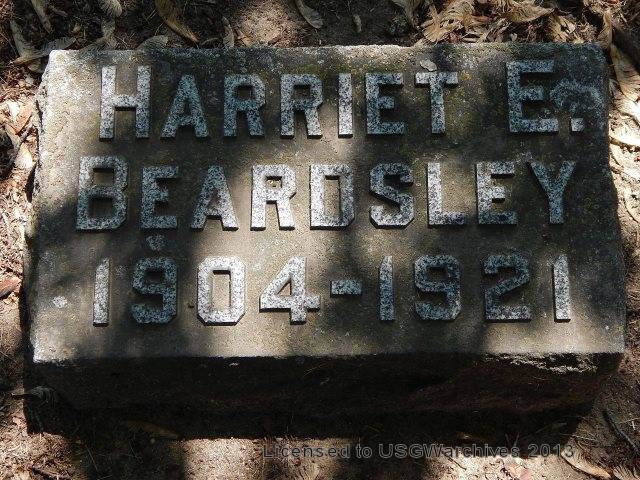 HARRIET E.
BEARDSLEY
1904-1921
Licensed to USGWarchives 2013